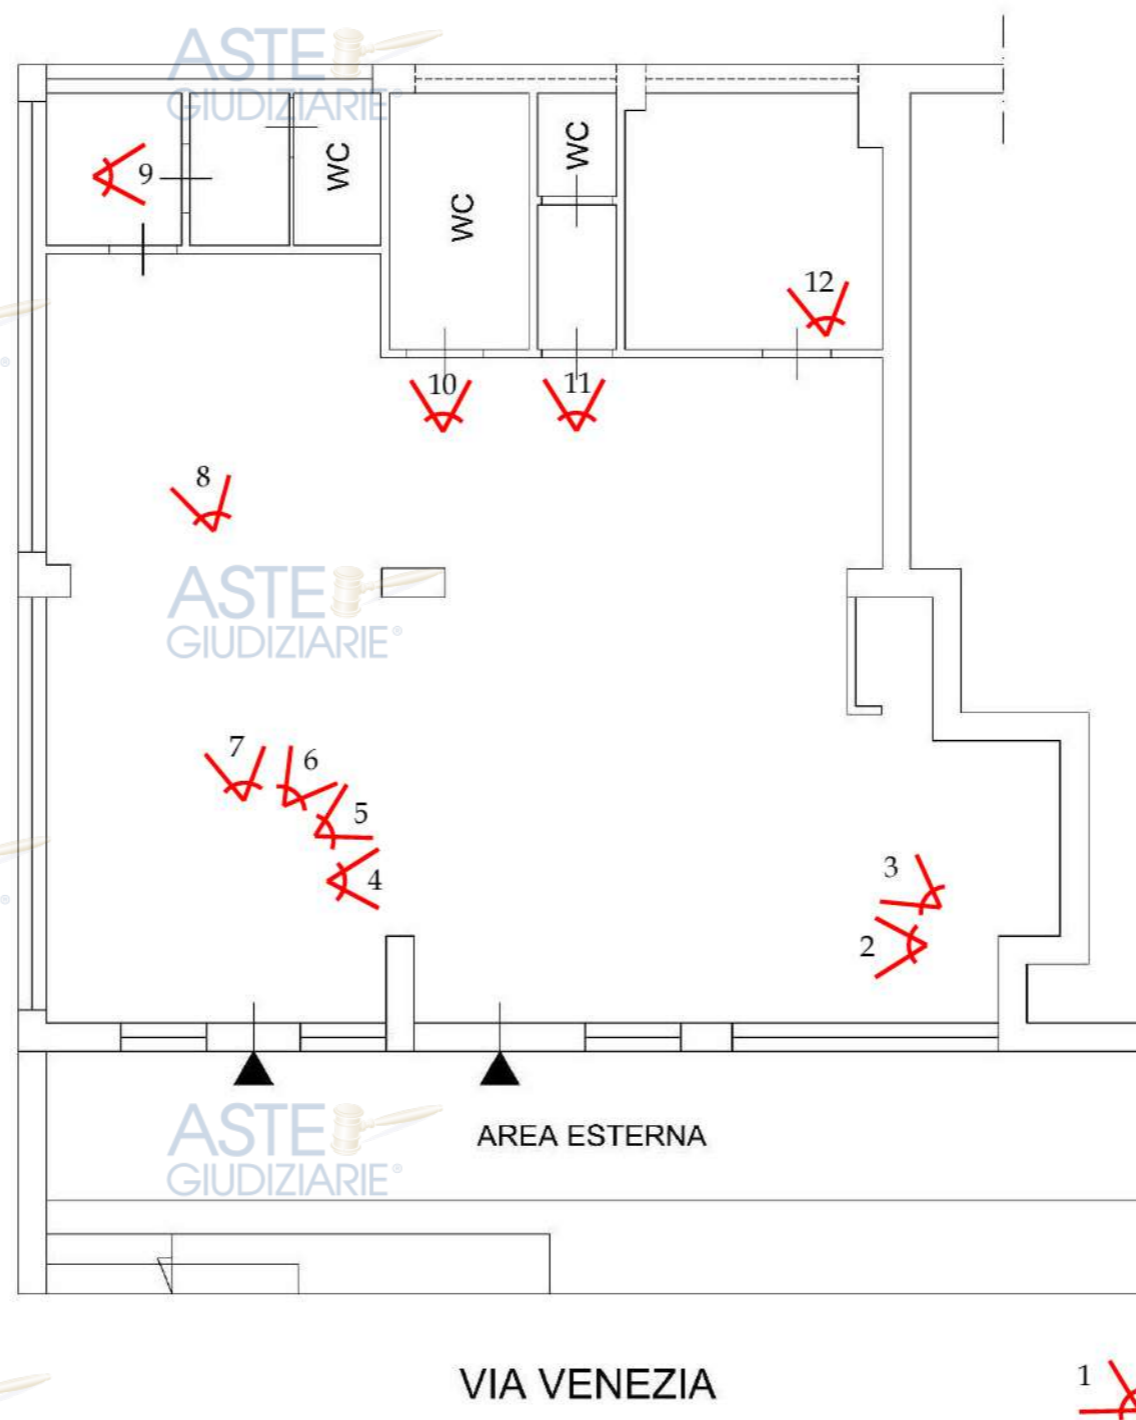 ASTE
GIUDIZIARIE®
9
WC
WC
WC
12
10
11
8
ASTE
GIUDIZIARIE®
7
6
5
4
3
2
AREA ESTERNA
ASTE
GIUDIZIARIE®
VIA VENEZIA
1